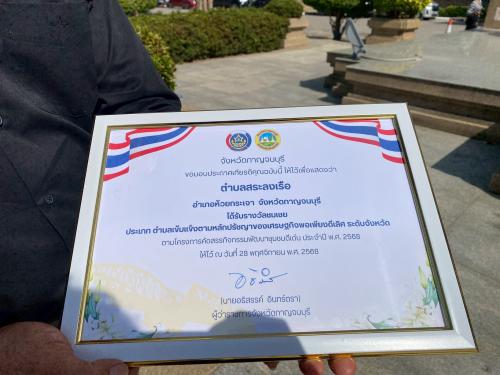 จังหวัดกาญจนบุรี
ขอมอบประกาศเกียรติคุณฉบับนี้ ให้ไว้เพื่อแสดงว่า
ตำบลสระลงเรือ
อำเภอห้วยกระเจา จังหวัดกาญจนบุรี
ได้รับรางวัลชมเชย
ประเภท ตำบลเข้มแข็งตามหลักปรัชญาของเศรษฐกิจพอเพียงดีเลิศ ระดับจังหวัด
ตามโครงการคัดสรรกิจกรรมพัฒนาชุมชนดีเด่น ประจำปี พ.ศ. 2568
ให้ไว้ ณ วันที่ 28 พฤศจิกายน พ.ศ. 2568
(นายอธิสรรค์ อินทร์ตรา)
ผู้ว่าราชการจังหวัดกาญจนบุรี